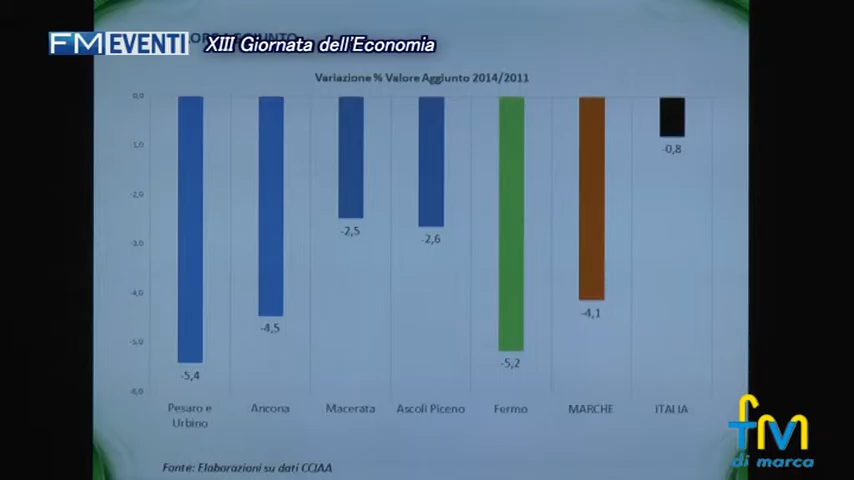 FM EVENTI XIII Giornata dell'Economia
Variazione % Valore Aggiunto 2014/2011
0,0
-1,0
-2,0
-3,0
-4,0
-5,0
-6,0
-5,4
-4,5
-2,5
-2,6
-5,2
-4,1
-0,8
Pesaro e
Urbino
Ancona
Macerata
Ascoli Piceno
Fermo
MARCHE
ITALIA
Fonte: Elaborazioni su dati CCIAA
fm
di marca